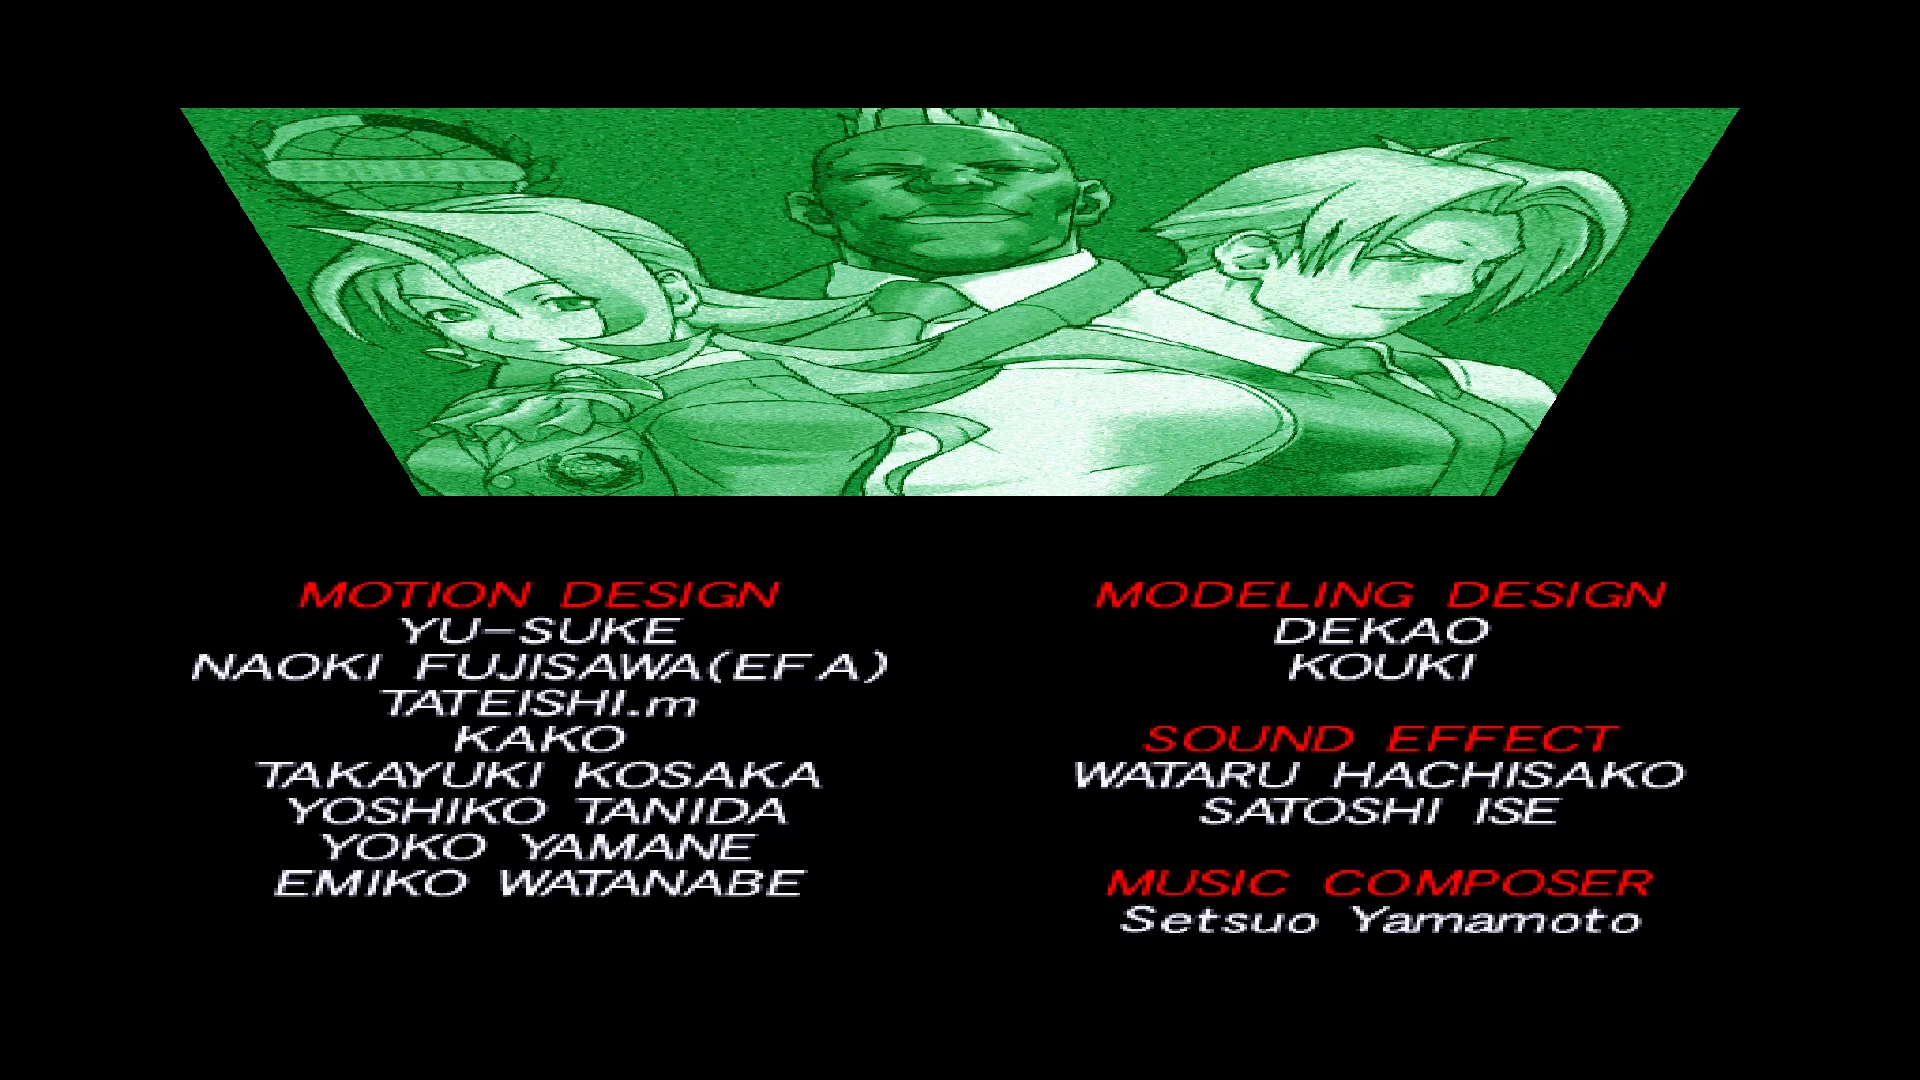 MOTION DESIGN
YU-SUKE
NAOKI FUJISAWA(EFA)
TATEISHI.m
KAKO
TAKAYUKI KOSAKA
YOSHIKO TANIDA
YOKO YAMANE
EMIKO WATANABE
MODELING DESIGN
DEKAO
KOUKI
SOUND EFFECT
WATARU HACHISAKO
SATOSHI ISE
MUSIC COMPOSER
Setsuo Yamamoto